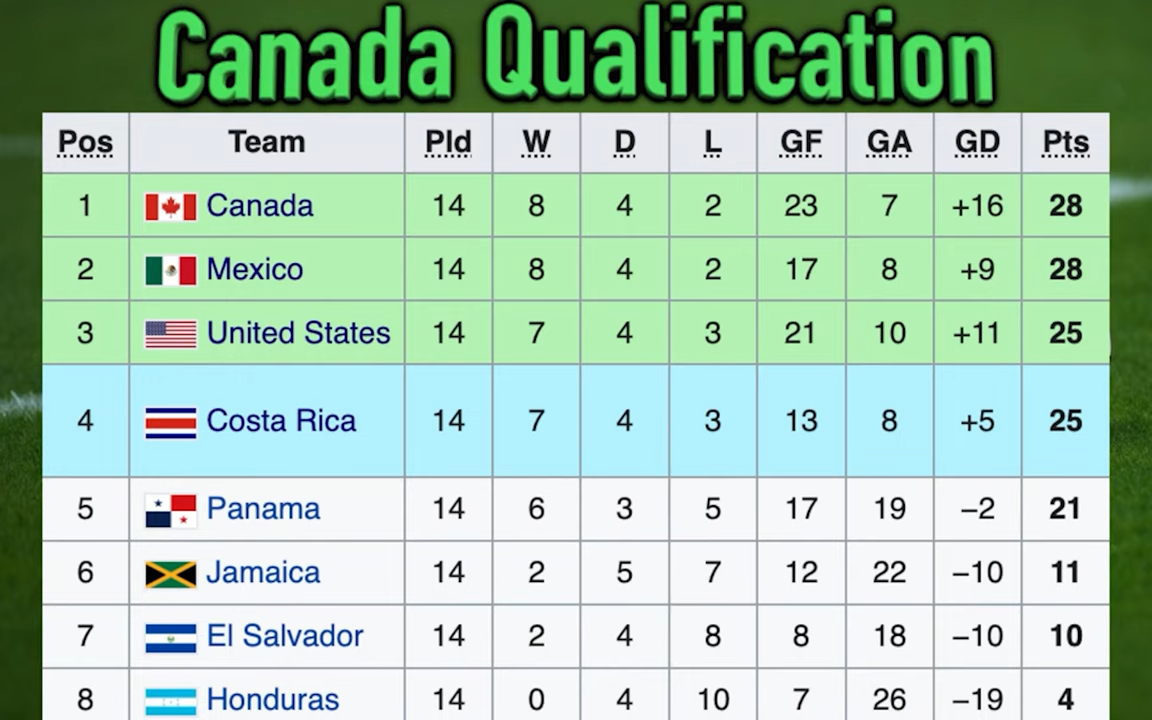 Canada Qualification
Pos Team Pld W D L GF GA GD Pts
1 Canada 14 8 4 2 23 7 +16 28
2 Mexico 14 8 4 2 17 8 +9 28
3 United States 14 7 4 3 21 10 +11 25
4 Costa Rica 14 7 4 3 13 8 +5 25
5 Panama 14 6 3 5 17 19 −2 21
6 Jamaica 14 2 5 7 12 22 −10 11
7 El Salvador 14 2 4 8 8 18 −10 10
8 Honduras 14 0 4 10 7 26 −19 4